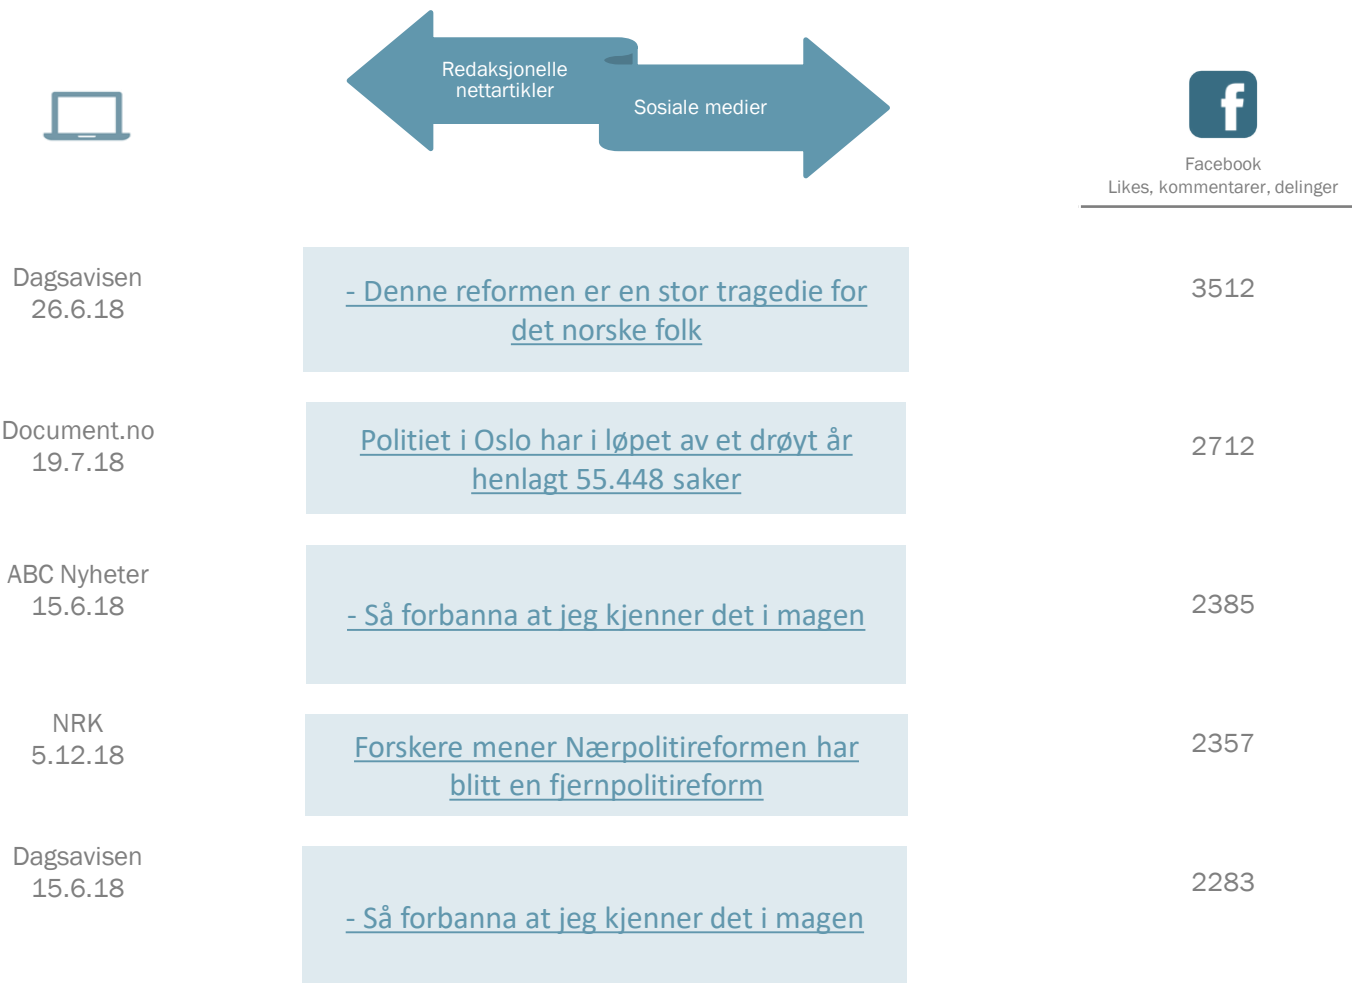 Redaksjonelle
nettartikler
Sosiale medier
Facebook
Likes, kommentarer, delinger
Dagsavisen
26.6.18
- Denne reformen er en stor tragedie for
det norske folk
3512
Document.no
19.7.18
Politiet i Oslo har i løpet av et drøyt år
henlagt 55.448 saker
2712
ABC Nyheter
15.6.18
- Så forbanna at jeg kjenner det i magen
2385
NRK
5.12.18
Forskere mener Nærpolitireformen har
blitt en fjernpolitireform
2357
Dagsavisen
15.6.18
- Så forbanna at jeg kjenner det i magen
2283